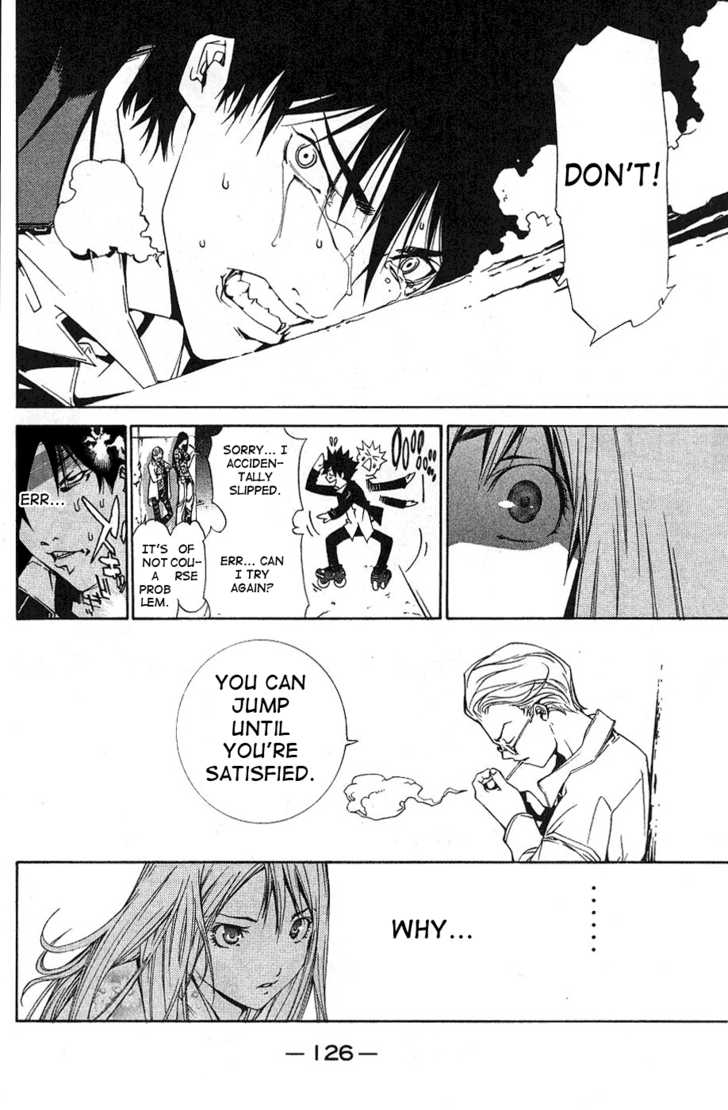 DON'T!
SORRY... I
ACCIDEN-
TALLY
SLIPPED.
ERR... CAN
I TRY
AGAIN?
IT'S OF
NOT COU-
A RSE
PROB
LEM.
ERR...
YOU CAN
JUMP
UNTIL
YOU'RE
SATISFIED.
......
WHY...
— 126 —